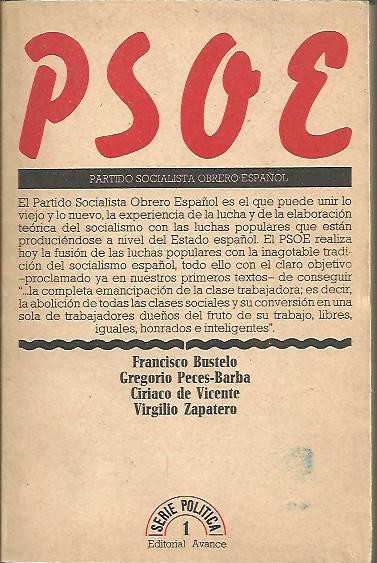 PSOE
PARTIDO SOCIALISTA OBRERO ESPAÑOL
El Partido Socialista Obrero Español es el que puede unir lo
viejo y lo nuevo, la experiencia de la lucha y de la elaboración
teórica del socialismo con las luchas populares que están
produciéndose a nivel del Estado español. El PSOE realiza
hoy la fusión de las luchas populares con la inagotable tradi-
ción del socialismo español, todo ello con el claro objetivo
–proclamado ya en nuestros primeros textos– de conseguir
"...la completa emancipación de la clase trabajadora; es decir,
la abolición de todas las clases sociales y su conversión en una
sola de trabajadores dueños del fruto de su trabajo, libres,
iguales, honrados e inteligentes".
Francisco Bustelo
Gregorio Peces-Barba
Ciriaco de Vicente
Virgilio Zapatero
SERIE POLITICA
1
Editorial Avance